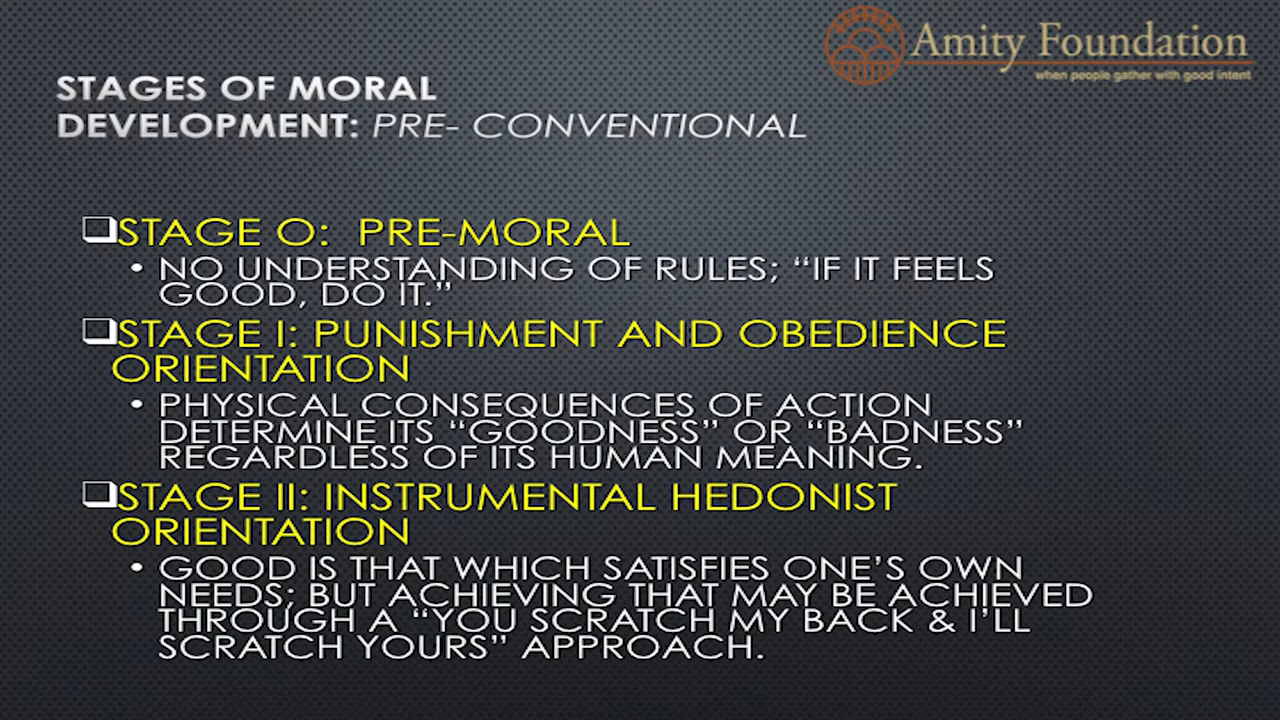 Amity Foundation
when people gather with good intent
STAGES OF MORAL
DEVELOPMENT: PRE- CONVENTIONAL
❑STAGE O: PRE-MORAL
• NO UNDERSTANDING OF RULES; “IF IT FEELS
GOOD, DO IT.”
❑STAGE I: PUNISHMENT AND OBEDIENCE
ORIENTATION
• PHYSICAL CONSEQUENCES OF ACTION
DETERMINE ITS “GOODNESS” OR “BADNESS”
REGARDLESS OF ITS HUMAN MEANING.
❑STAGE II: INSTRUMENTAL HEDONIST
ORIENTATION
• GOOD IS THAT WHICH SATISFIES ONE’S OWN
NEEDS; BUT ACHIEVING THAT MAY BE ACHIEVED
THROUGH A “YOU SCRATCH MY BACK & I’LL
SCRATCH YOURS” APPROACH.